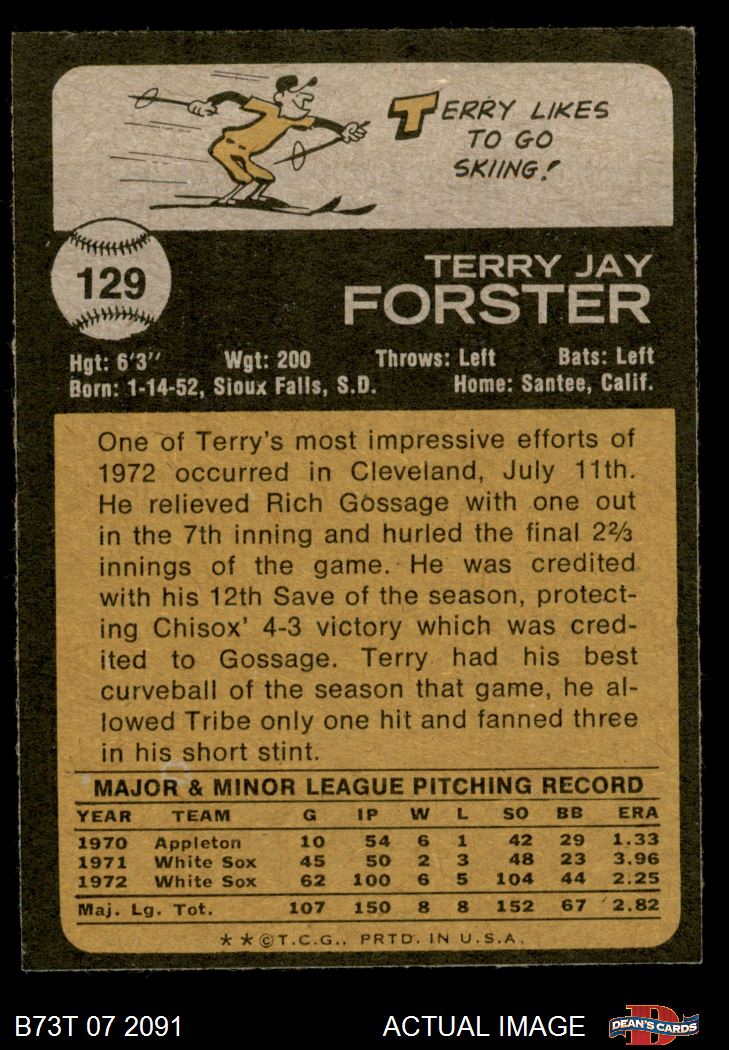 TERRY LIKES
TO GO
SKIING!
129
TERRY JAY
FORSTER
Hgt: 6'3" Wgt: 200 Throws: Left Bats: Left
Born: 1-14-52, Sioux Falls, S.D. Home: Santee, Calif.
One of Terry's most impressive efforts of
1972 occurred in Cleveland, July 11th.
He relieved Rich Gossage with one out
in the 7th inning and hurled the final 2⅔
innings of the game. He was credited
with his 12th Save of the season, protect-
ing Chisox' 4-3 victory which was cred-
ited to Gossage. Terry had his best
curveball of the season that game, he al-
lowed Tribe only one hit and fanned three
in his short stint.
MAJOR & MINOR LEAGUE PITCHING RECORD
YEAR TEAM G IP W L SO BB ERA
1970 Appleton 10 54 6 1 42 29 1.33
1971 White Sox 45 50 2 3 48 23 3.96
1972 White Sox 62 100 6 5 104 44 2.25
Maj. Lg. Tot. 107 150 8 8 152 67 2.82
★★©T.C.G., PRTD. IN U.S.A.
B73T 07 2091 ACTUAL IMAGE DEAN'S CARDS